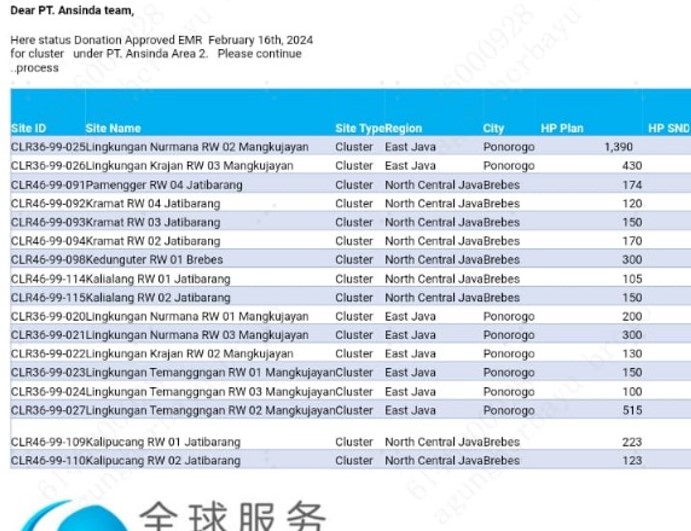 Dear PT. Ansinda team,
Here status Donation Approved EMR February 16th, 2024
for cluster under PT. Ansinda Area 2. Please continue
..process
Site ID Site Name Site Type Region City HP Plan HP SND
CLR36-99-025 Lingkungan Nurmana RW 02 Mangkujayan Cluster East Java Ponorogo 1,390
CLR36-99-026 Lingkungan Krajan RW 03 Mangkujayan Cluster East Java Ponorogo 430
CLR46-99-091 Pamengger RW 04 Jatibarang Cluster North Central Java Brebes 174
CLR46-99-092 Kramat RW 04 Jatibarang Cluster North Central Java Brebes 120
CLR46-99-093 Kramat RW 03 Jatibarang Cluster North Central Java Brebes 150
CLR46-99-094 Kramat RW 02 Jatibarang Cluster North Central Java Brebes 170
CLR46-99-098 Kedunguter RW 01 Brebes Cluster North Central Java Brebes 300
CLR46-99-114 Kalialang RW 01 Jatibarang Cluster North Central Java Brebes 105
CLR46-99-115 Kalialang RW 02 Jatibarang Cluster North Central Java Brebes 150
CLR36-99-020 Lingkungan Nurmana RW 01 Mangkujayan Cluster East Java Ponorogo 200
CLR36-99-021 Lingkungan Nurmana RW 03 Mangkujayan Cluster East Java Ponorogo 300
CLR36-99-022 Lingkungan Krajan RW 02 Mangkujayan Cluster East Java Ponorogo 130
CLR36-99-023 Lingkungan Temanggngan RW 01 Mangkujayan Cluster East Java Ponorogo 150
CLR36-99-024 Lingkungan Temanggngan RW 03 Mangkujayan Cluster East Java Ponorogo 100
CLR36-99-027 Lingkungan Temanggngan RW 02 Mangkujayan Cluster East Java Ponorogo 515
CLR46-99-109 Kalipucang RW 01 Jatibarang Cluster North Central Java Brebes 223
CLR46-99-110 Kalipucang RW 02 Jatibarang Cluster North Central Java Brebes 123
全球服务